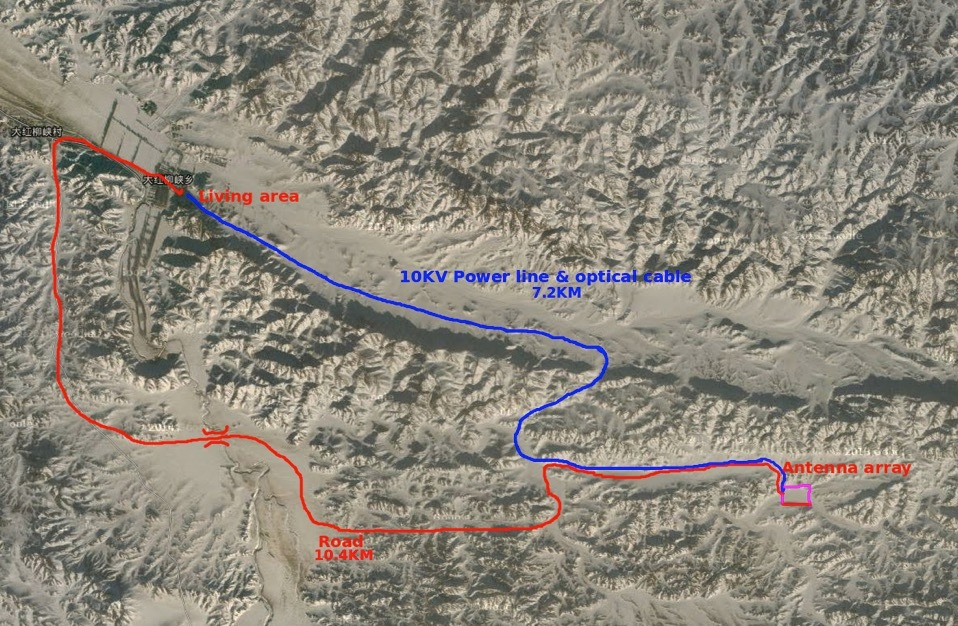 大红柳峡村
大红柳峡乡
Living area
10KV Power line & optical cable
7.2KM
Antenna array
Road
10.4KM